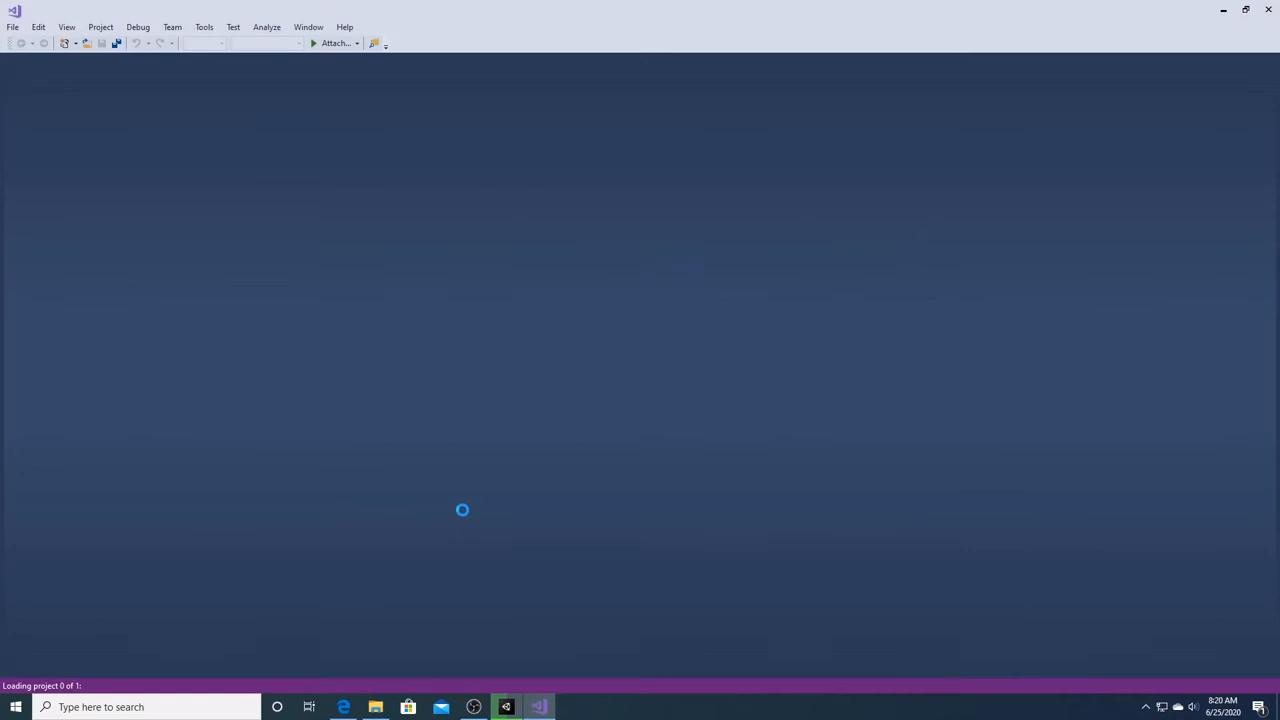 File Edit View Project Debug Team Tools Test Analyze Window Help
Attach...
Loading project 0 of 1:
Type here to search
8:20 AM
6/25/2020
1